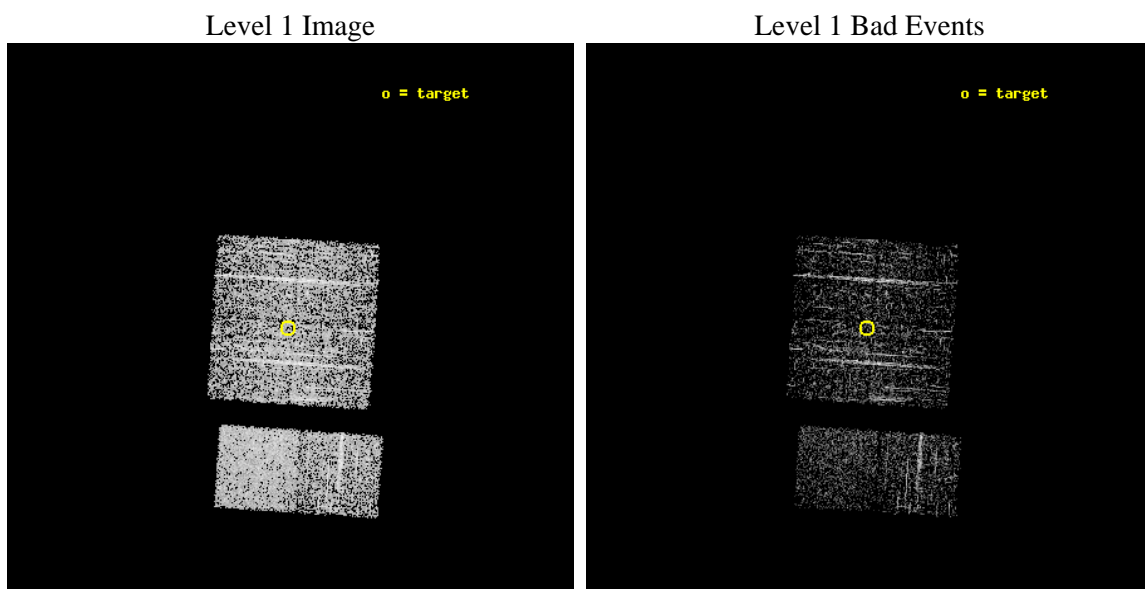 Level 1 Image
Level 1 Bad Events
o = target
o = target